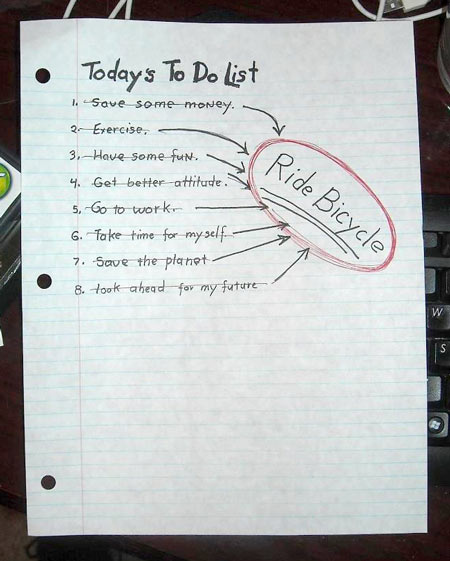 Today's To Do List
1. Save some money.
2. Exercise.
3. Have some fun.
4. Get better attitude.
5. Go to work.
6. Take time for myself
7. Save the planet
8. look ahead for my future
Ride Bicycle
W
S